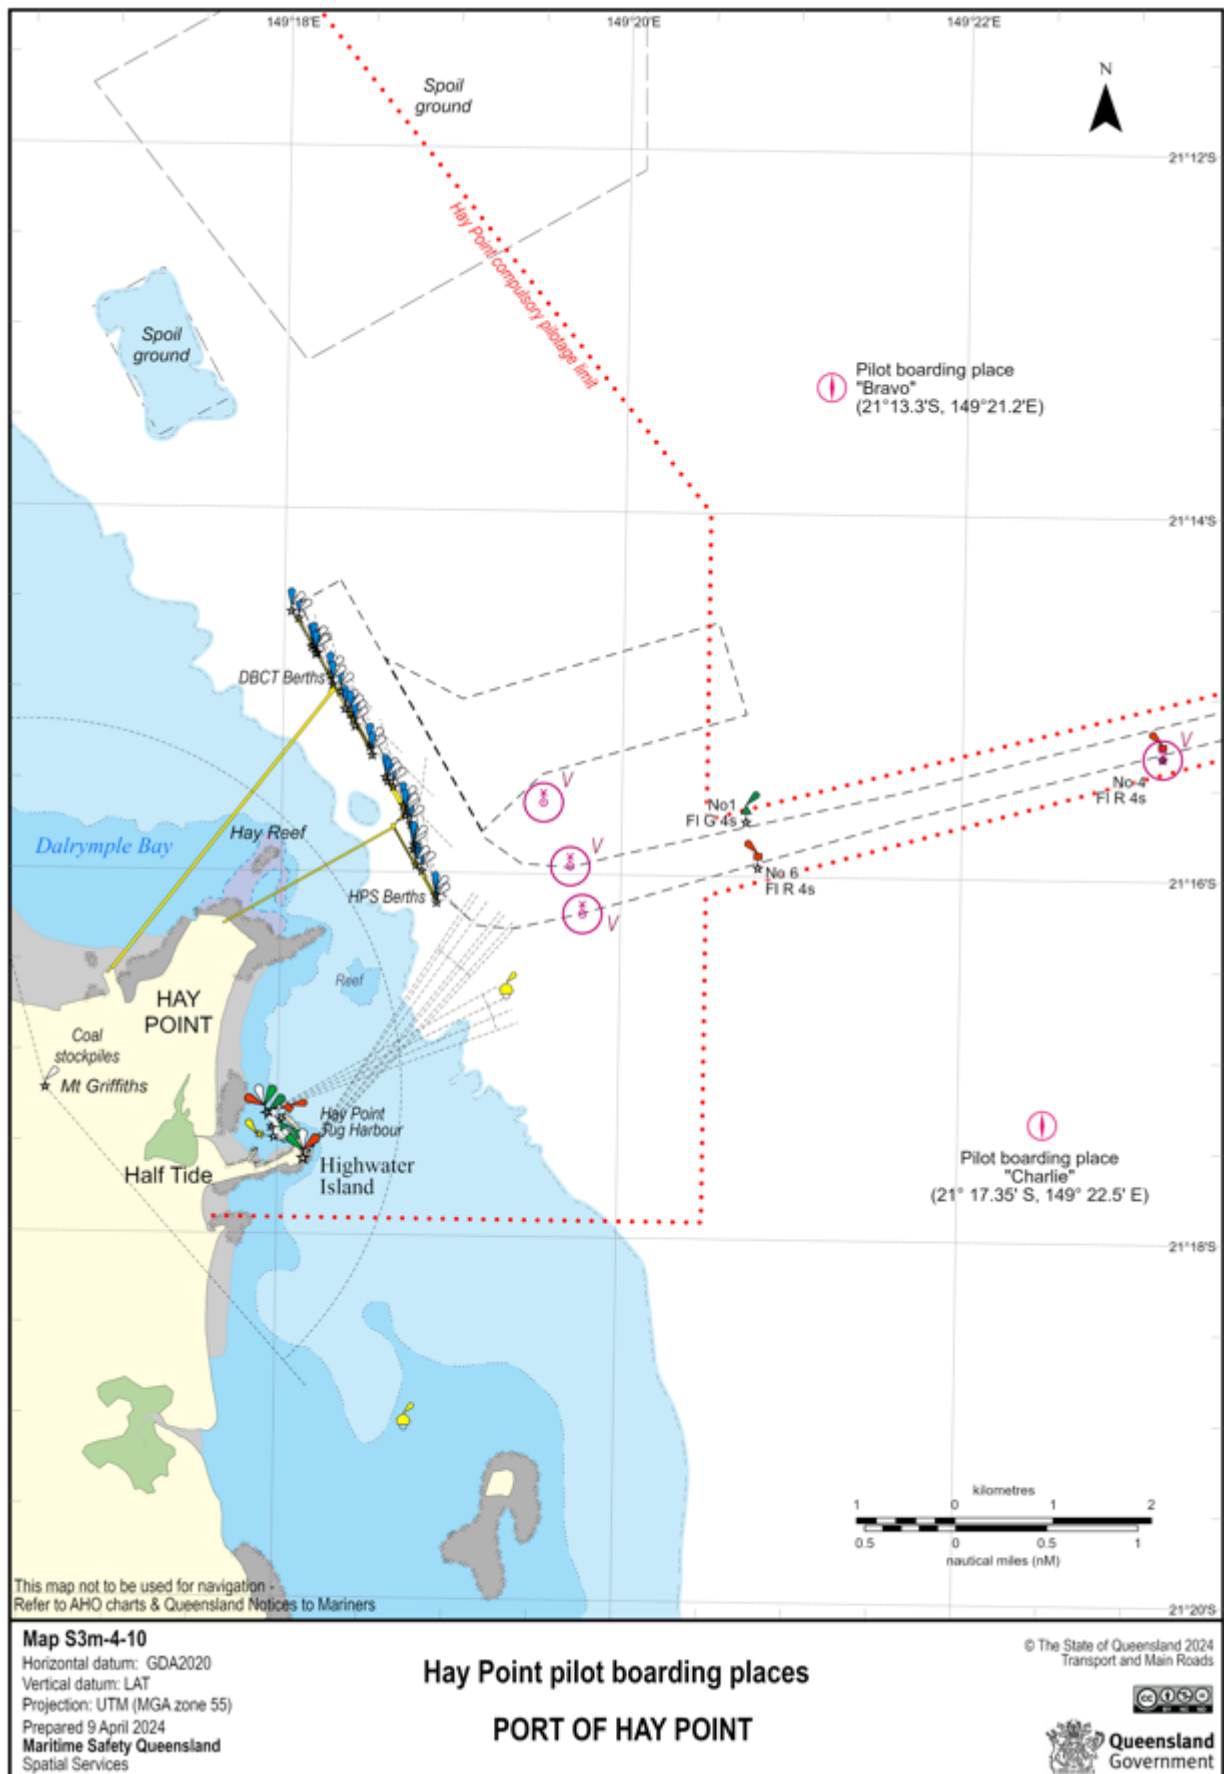 149°18'E
149°20'E
149°22'E
N
Spoil
ground
21°12'S
Hay Point compulsory pilotage limit
Spoil
ground
Pilot boarding place
"Bravo"
(21°13.3'S, 149°21.2'E)
21°14'S
DBCT Berths
V
V
No 4
Fl R 4s
No1
Fl G 4s
Hay Reef
Dalrymple Bay
V
No 6
Fl R 4s
21°16'S
HPS Berths
V
Reef
HAY
POINT
Coal
stockpiles
Mt Griffiths
Hay Point
Tug Harbour
Half Tide
Highwater
Island
Pilot boarding place
"Charlie"
(21° 17.35' S, 149° 22.5' E)
21°18'S
kilometres
1 0 1 2
0.5 0 0.5 1
nautical miles (nM)
This map not to be used for navigation -
Refer to AHO charts & Queensland Notices to Mariners
21°20'S
Map S3m-4-10
Horizontal datum: GDA2020
Vertical datum: LAT
Projection: UTM (MGA zone 55)
Prepared 9 April 2024
Maritime Safety Queensland
Spatial Services
Hay Point pilot boarding places
PORT OF HAY POINT
© The State of Queensland 2024
Transport and Main Roads
cc
Queensland
Government